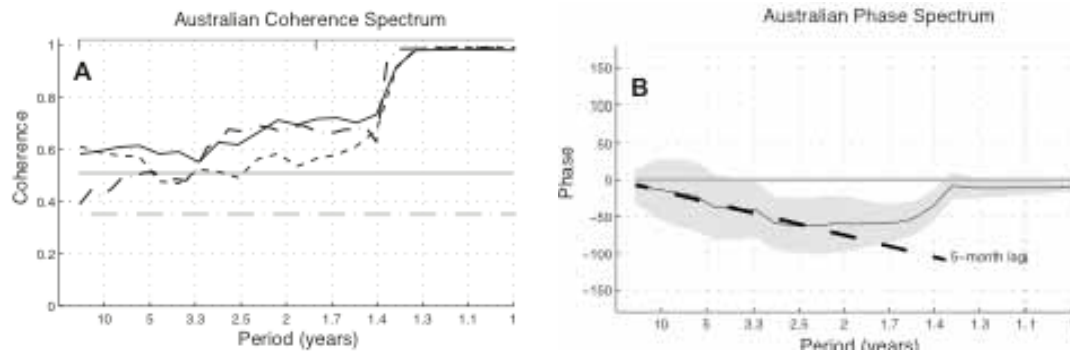 Australian Coherence Spectrum
A
Coherence
1
0.8
0.6
0.4
0.2
0
10 5 3.3 2.5 2 1.7 1.4 1.3 1.1 1
Period (years)
Australian Phase Spectrum
B
Phase
150
100
50
0
−50
−100
−150
5−month lag
10 5 3.3 2.5 2 1.7 1.4 1.3 1.1 1
Period (years)